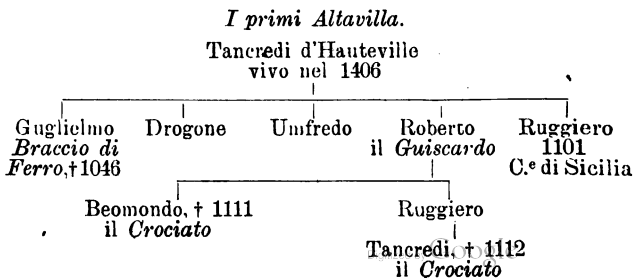 I primi Altavilla.
Tancredi d'Hauteville
vivo nel 1406
Guglielmo
Braccio di
Ferro, † 1046
Drogone
Umfredo
Roberto
il Guiscardo
Ruggiero
1101
C.e di Sicilia
Beomondo, † 1111
il Crociato
Ruggiero
Tancredi, † 1112
il Crociato